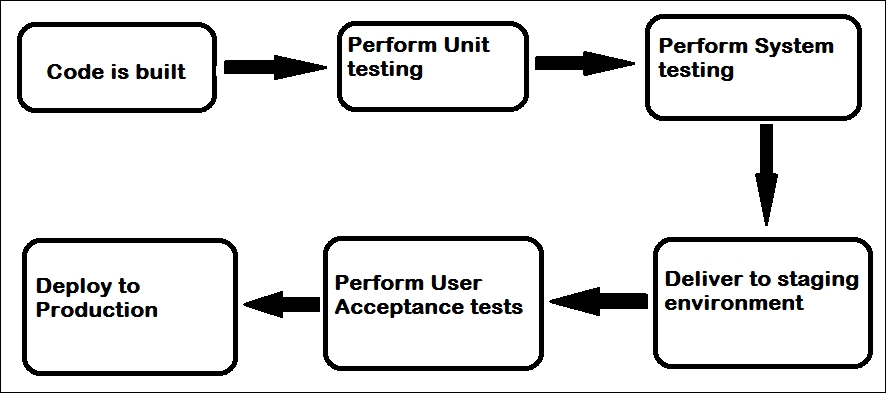 Code is built
Perform Unit
testing
Perform System
testing
Deliver to staging
environment
Perform User
Acceptance tests
Deploy to
Production